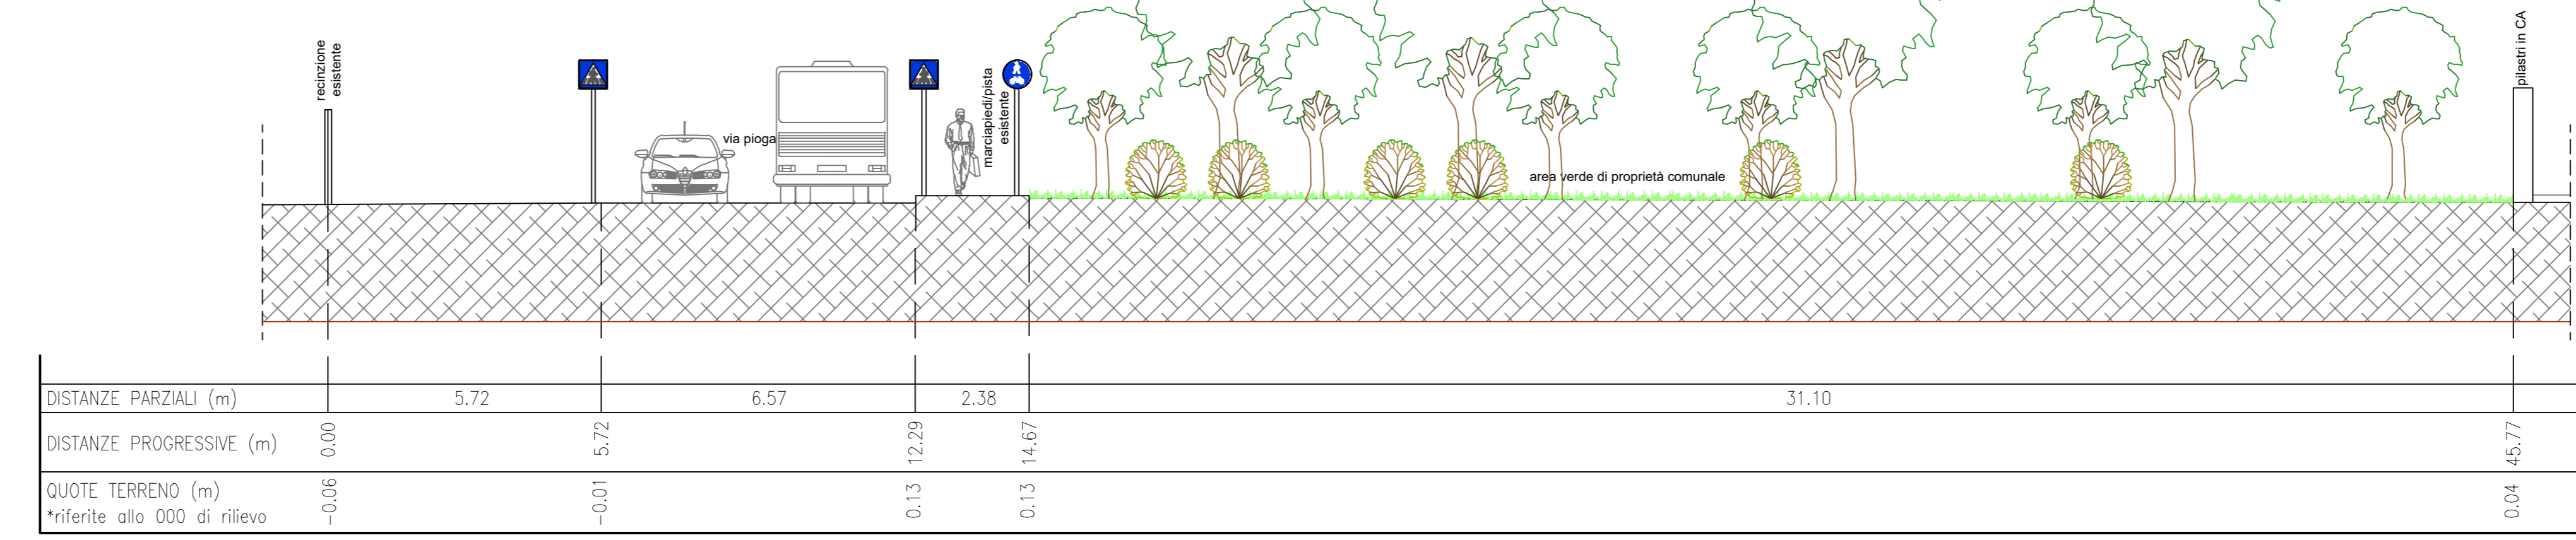 recinzione
esistente
via pioga
marciapiedi/pista
esistente
area verde di proprietà comunale
pilastri in CA
DISTANZE PARZIALI (m) 5.72 6.57 2.38 31.10
DISTANZE PROGRESSIVE (m) 0.00 5.72 12.29 14.67 45.77
QUOTE TERRENO (m) -0.06 -0.01 0.13 0.13 0.04
*riferite allo 000 di rilievo